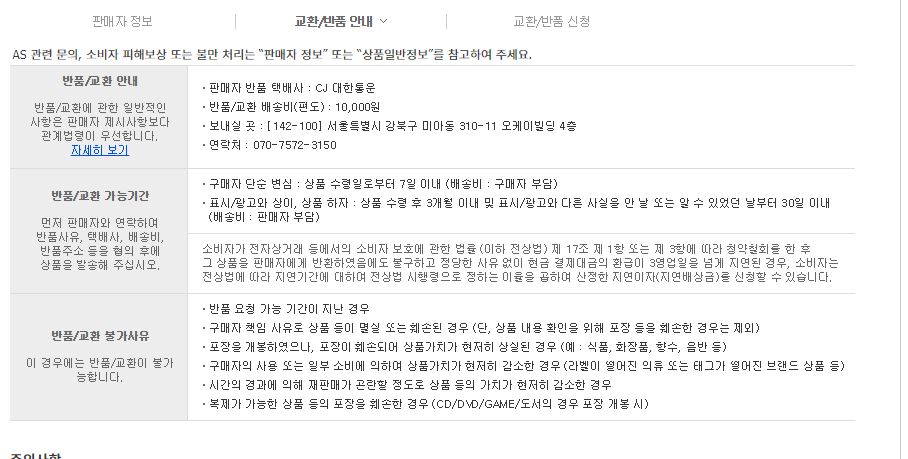 판매자 정보
교환/반품 안내
교환/반품 신청
AS 관련 문의, 소비자 피해보상 또는 불만 처리는 "판매자 정보" 또는 "상품일반정보"를 참고하여 주세요.
반품/교환 안내
반품/교환에 관한 일반적인
사항은 판매자 제시사항보다
관계법령이 우선합니다.
자세히 보기
· 판매자 반품 택배사 : CJ 대한통운
· 반품/교환 배송비(편도) : 10,000원
· 보내실 곳 : [142-100] 서울특별시 강북구 미아동 310-11 오케이빌딩 4층
· 연락처 : 070-7572-3150
반품/교환 가능기간
먼저 판매자와 연락하여
반품사유, 택배사, 배송비,
반품주소 등을 협의 후에
상품을 발송해 주십시오.
· 구매자 단순 변심 : 상품 수령일로부터 7일 이내 (배송비 : 구매자 부담)
· 표시/광고와 상이, 상품 하자 : 상품 수령 후 3개월 이내 및 표시/광고와 다른 사실을 안 날 또는 알 수 있었던 날부터 30일 이내
(배송비 : 판매자 부담)
소비자가 전자상거래 등에서의 소비자 보호에 관한 법률 (이하 전상법) 제 17조 제 1항 또는 제 3항에 따라 청약철회를 한 후
그 상품을 판매자에게 반환하였음에도 불구하고 정당한 사유 없이 현금 결제대금의 환급이 3영업일을 넘게 지연된 경우, 소비자는
전상법에 따라 지연기간에 대하여 전상법 시행령으로 정하는 이율을 곱하여 산정한 지연이자(지연배상금)를 신청할 수 있습니다.
반품/교환 불가사유
이 경우에는 반품/교환이 불가
능합니다.
· 반품 요청 가능 기간이 지난 경우
· 구매자 책임 사유로 상품 등이 멸실 또는 훼손된 경우 (단, 상품 내용 확인을 위해 포장 등을 훼손한 경우는 제외)
· 포장을 개봉하였으나, 포장이 훼손되어 상품가치가 현저히 상실된 경우 (예 : 식품, 화장품, 향수, 음반 등)
· 구매자의 사용 또는 일부 소비에 의하여 상품가치가 현저히 감소한 경우 (라벨이 떨어진 의류 또는 태그가 떨어진 브랜드 상품 등)
· 시간의 경과에 의해 재판매가 곤란할 정도로 상품 등의 가치가 현저히 감소한 경우
· 복제가 가능한 상품 등의 포장을 훼손한 경우 (CD/DVD/GAME/도서의 경우 포장 개봉 시)
주의사항